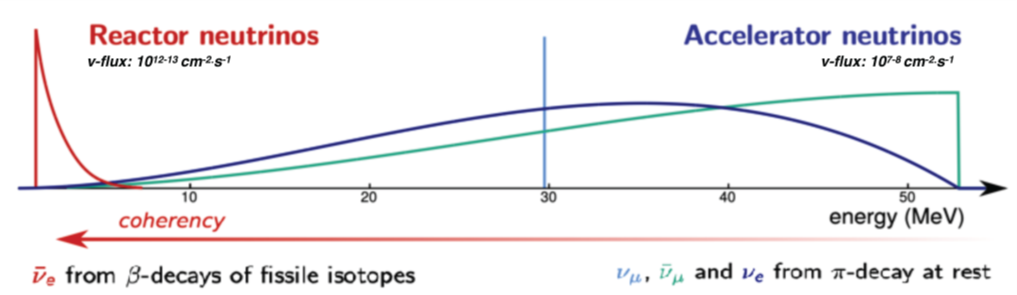 Reactor neutrinos
ν-flux: 10¹²⁻¹³ cm⁻².s⁻¹
Accelerator neutrinos
ν-flux: 10⁷⁻⁸ cm⁻².s⁻¹
10 20 30 40 50
energy (MeV)
coherency
ν̄ₑ from β-decays of fissile isotopes
ν_μ, ν̄_μ and νₑ from π-decay at rest